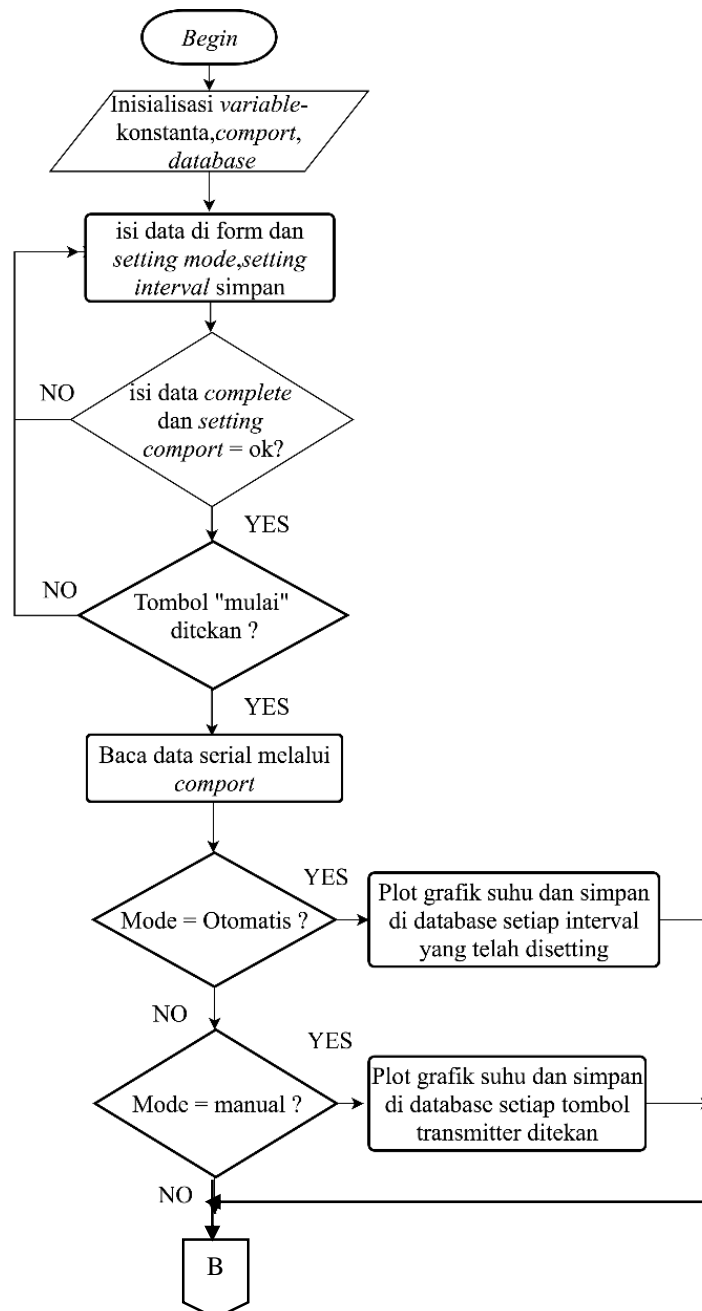 Begin
Inisialisasi variable-
konstanta,comport,
database
isi data di form dan
setting mode,setting
interval simpan
NO
isi data complete
dan setting
comport = ok?
YES
NO
Tombol "mulai"
ditekan ?
YES
Baca data serial melalui
comport
YES
Mode = Otomatis ?
Plot grafik suhu dan simpan
di database setiap interval
yang telah disetting
NO
YES
Mode = manual ?
Plot grafik suhu dan simpan
di database setiap tombol
transmitter ditekan
NO
B